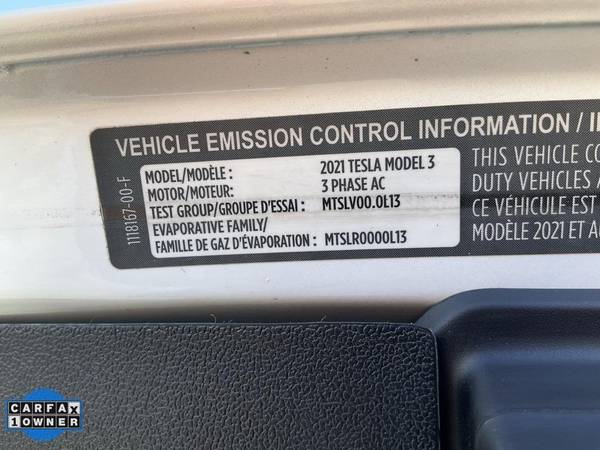 VEHICLE EMISSION CONTROL INFORMATION /
MODEL/MODÈLE : 2021 TESLA MODEL 3
MOTOR/MOTEUR: 3 PHASE AC
TEST GROUP/GROUPE D'ESSAI : MTSLV00.0L13
EVAPORATIVE FAMILY/
FAMILLE DE GAZ D'ÉVAPORATION : MTSLR0000L13
THIS VEHICLE
DUTY VEHICLES /
CE VÉHICULE EST
MODÈLE 2021 ET
1118167-00-F
CARFAX
1 OWNER